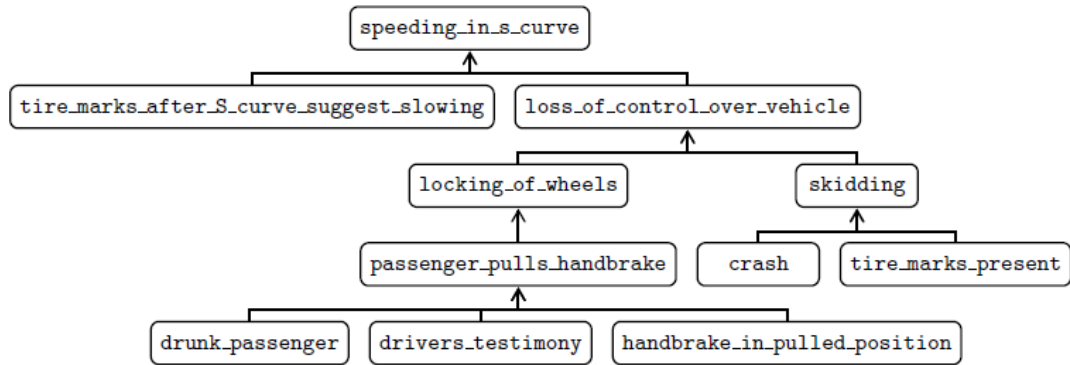 speeding_in_s_curve
tire_marks_after_S_curve_suggest_slowing loss_of_control_over_vehicle
locking_of_wheels skidding
passenger_pulls_handbrake crash tire_marks_present
drunk_passenger drivers_testimony handbrake_in_pulled_position